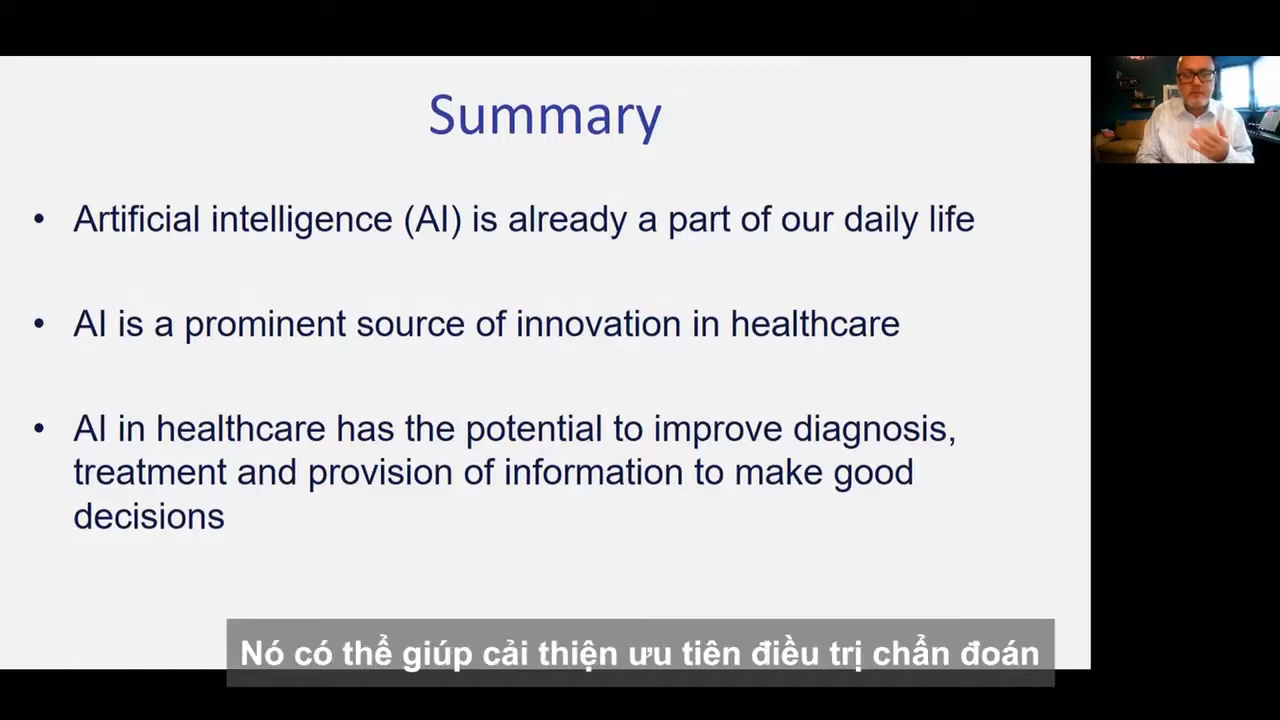 Summary
• Artificial intelligence (AI) is already a part of our daily life
• AI is a prominent source of innovation in healthcare
• AI in healthcare has the potential to improve diagnosis,
treatment and provision of information to make good
decisions
Nó có thể giúp cải thiện ưu tiên điều trị chẩn đoán